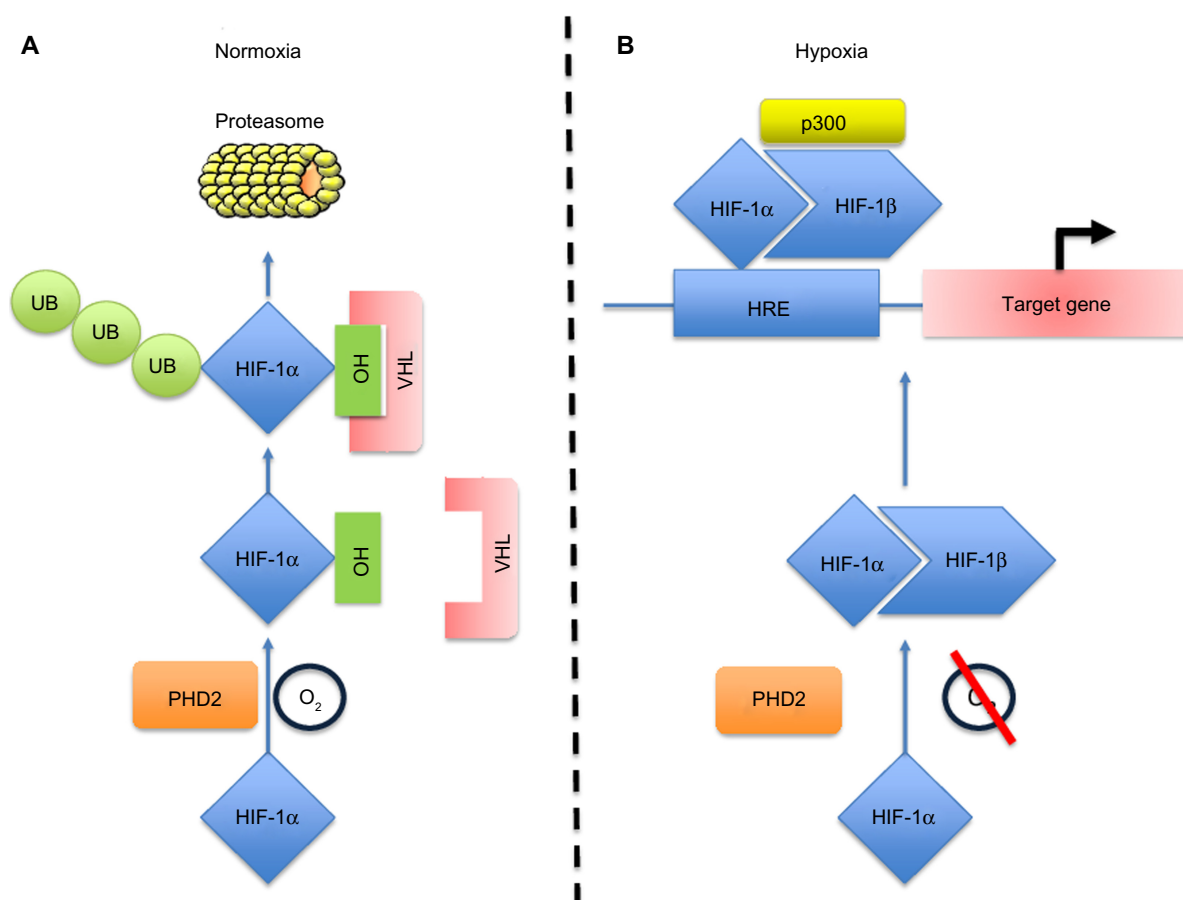 A
Normoxia
Proteasome
UB
UB
UB
HIF-1α
OH
VHL
HIF-1α
OH
VHL
PHD2
O₂
HIF-1α
B
Hypoxia
p300
HIF-1α
HIF-1β
HRE
Target gene
HIF-1α
HIF-1β
PHD2
O₂
HIF-1α